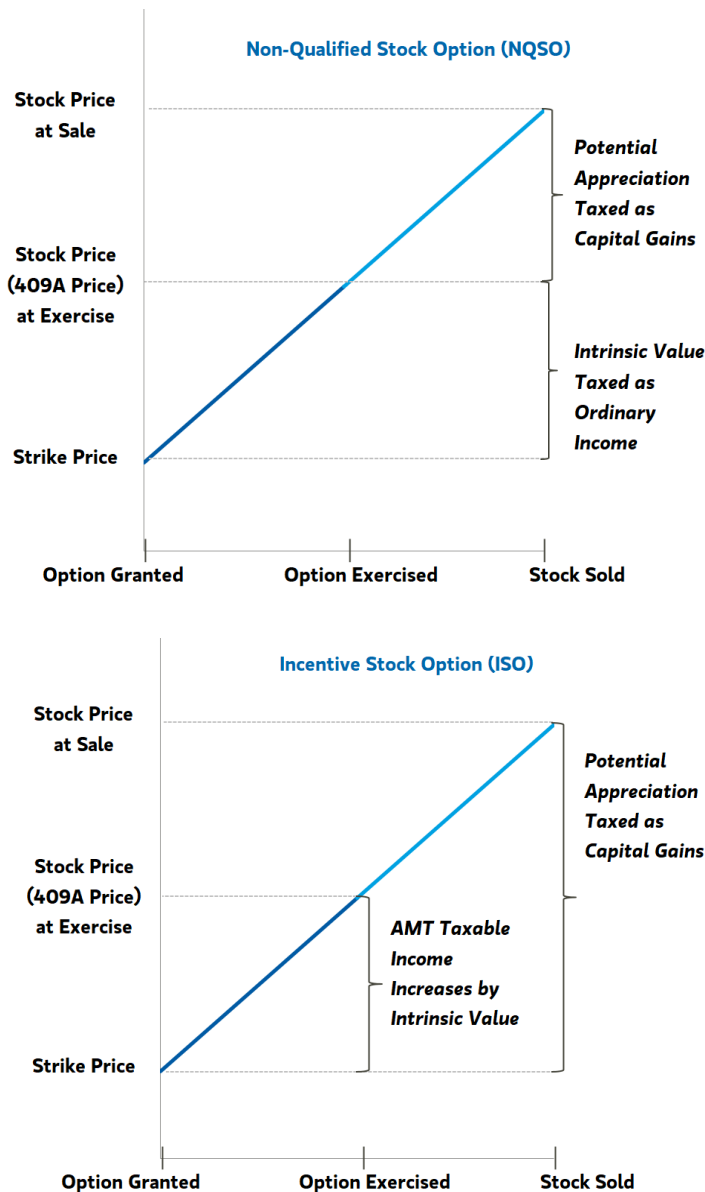 Non-Qualified Stock Option (NQSO)
Stock Price
at Sale
Potential
Appreciation
Taxed as
Capital Gains
Stock Price
(409A Price)
at Exercise
Intrinsic Value
Taxed as
Ordinary
Income
Strike Price
Option Granted
Option Exercised
Stock Sold
Incentive Stock Option (ISO)
Stock Price
at Sale
Potential
Appreciation
Taxed as
Capital Gains
Stock Price
(409A Price)
at Exercise
AMT Taxable
Income
Increases by
Intrinsic Value
Strike Price
Option Granted
Option Exercised
Stock Sold